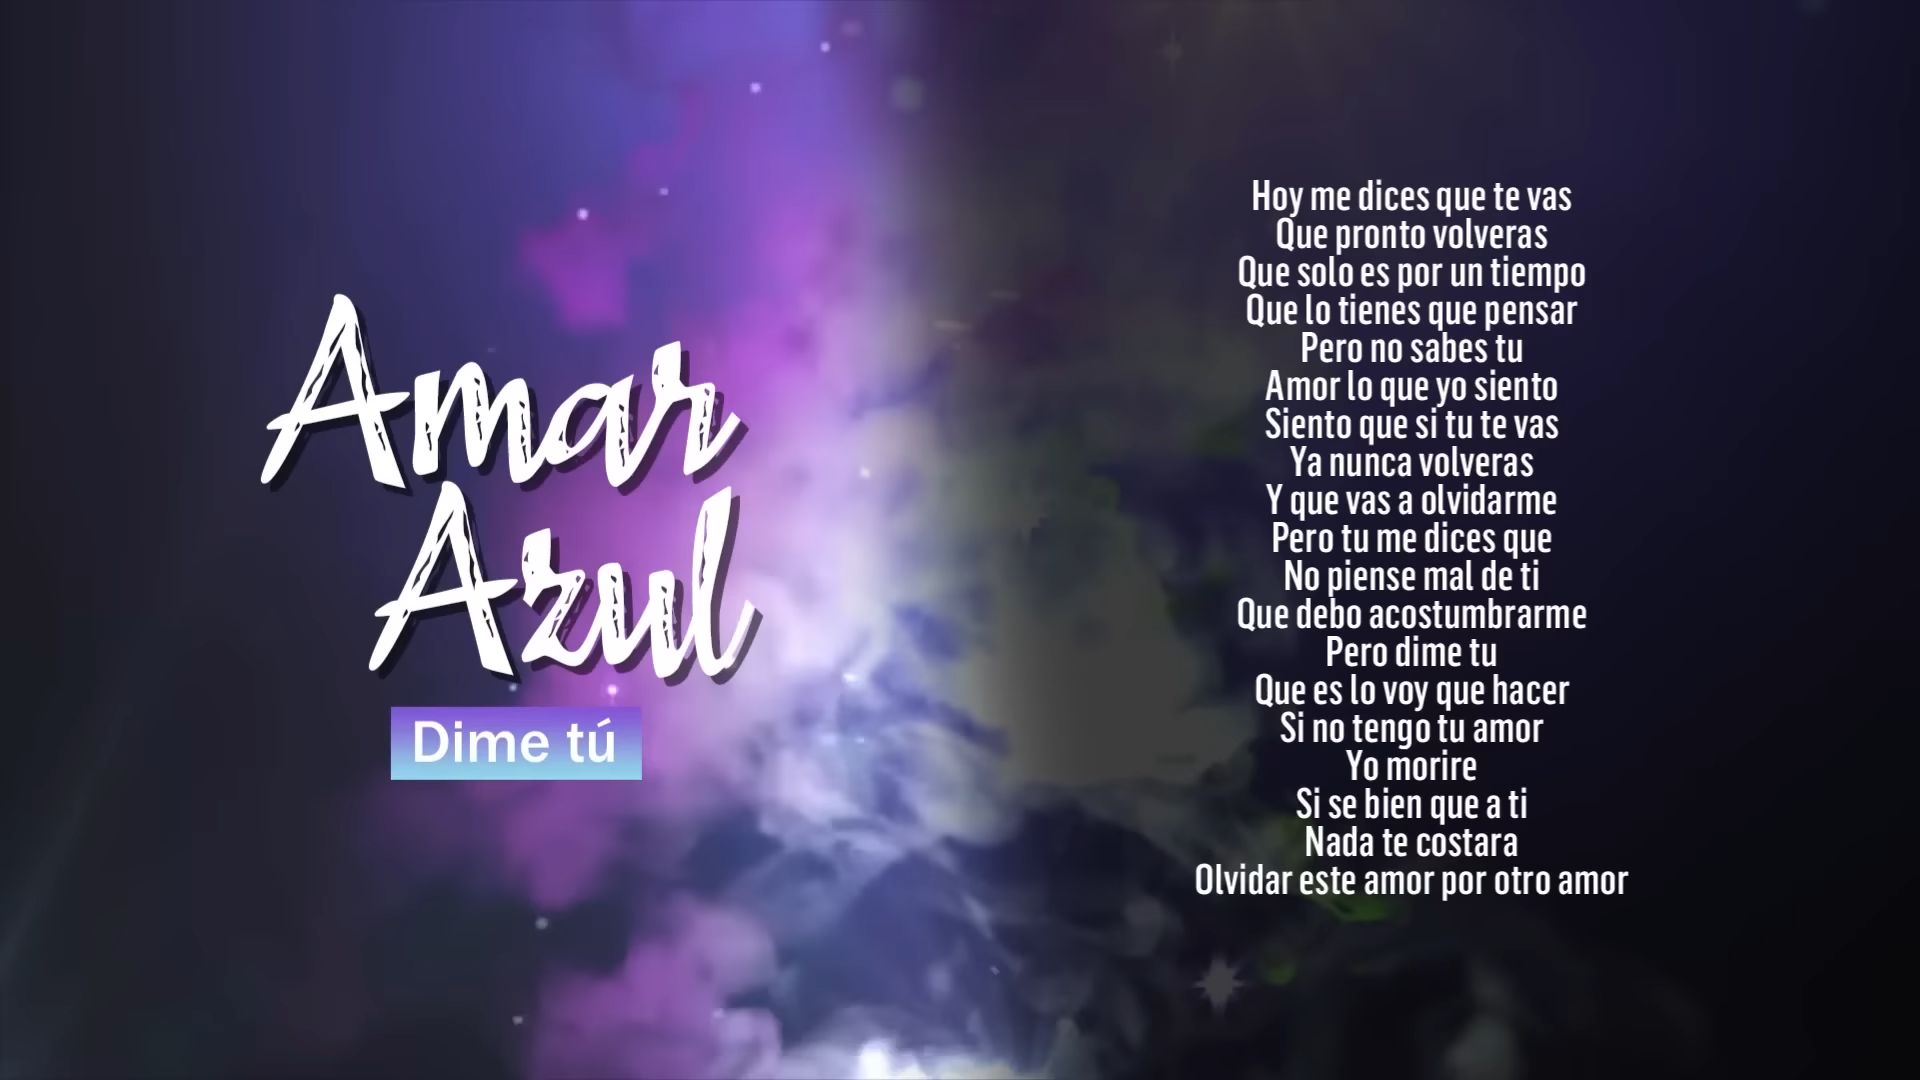 Amar
Azul
Dime tú
Hoy me dices que te vas
Que pronto volveras
Que solo es por un tiempo
Que lo tienes que pensar
Pero no sabes tu
Amor lo que yo siento
Siento que si tu te vas
Ya nunca volveras
Y que vas a olvidarme
Pero tu me dices que
No piense mal de ti
Que debo acostumbrarme
Pero dime tu
Que es lo voy que hacer
Si no tengo tu amor
Yo morire
Si se bien que a ti
Nada te costara
Olvidar este amor por otro amor